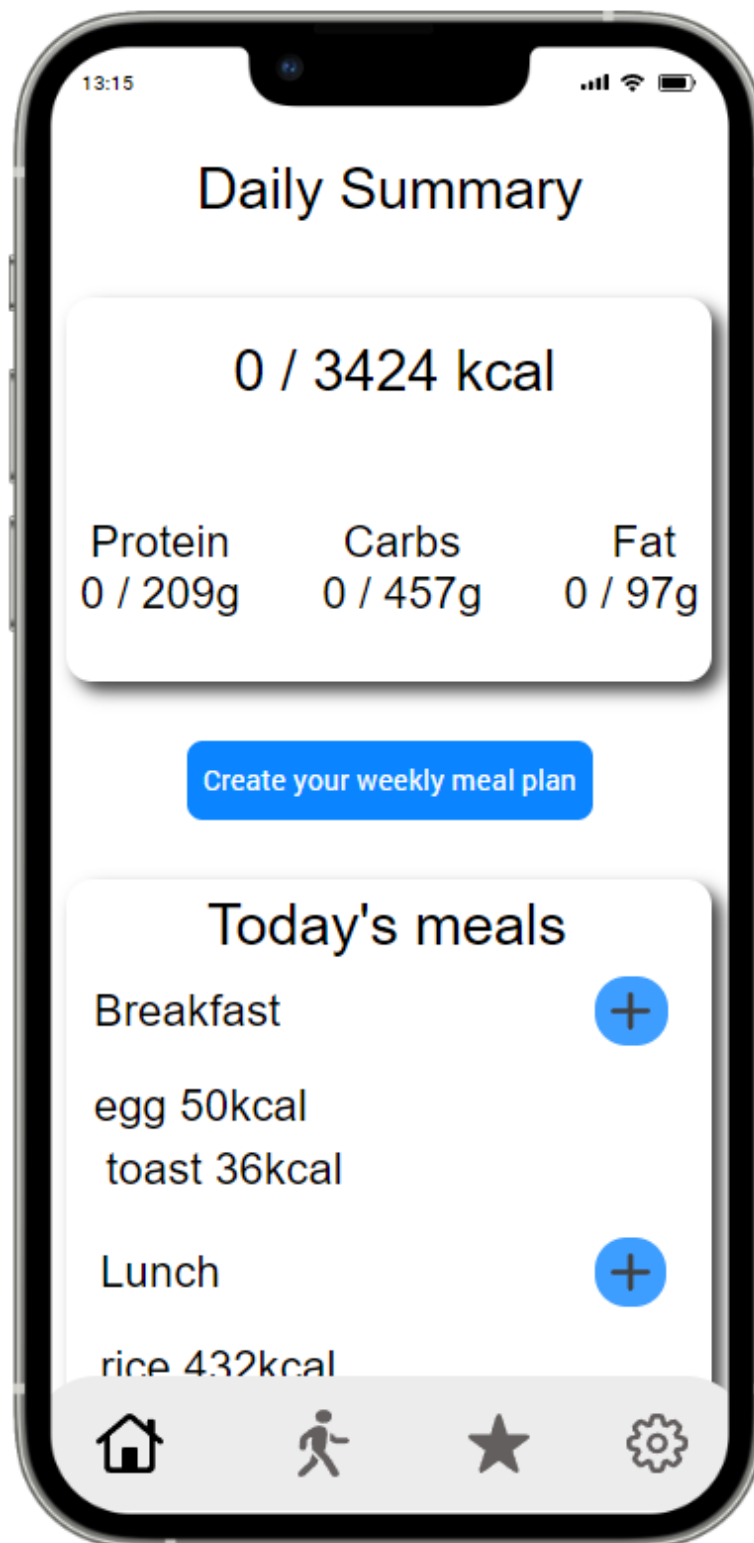 13:15
Daily Summary
0 / 3424 kcal
Protein Carbs Fat
0 / 209g 0 / 457g 0 / 97g
Create your weekly meal plan
Today's meals
Breakfast
egg 50kcal
toast 36kcal
Lunch
rice 432kcal